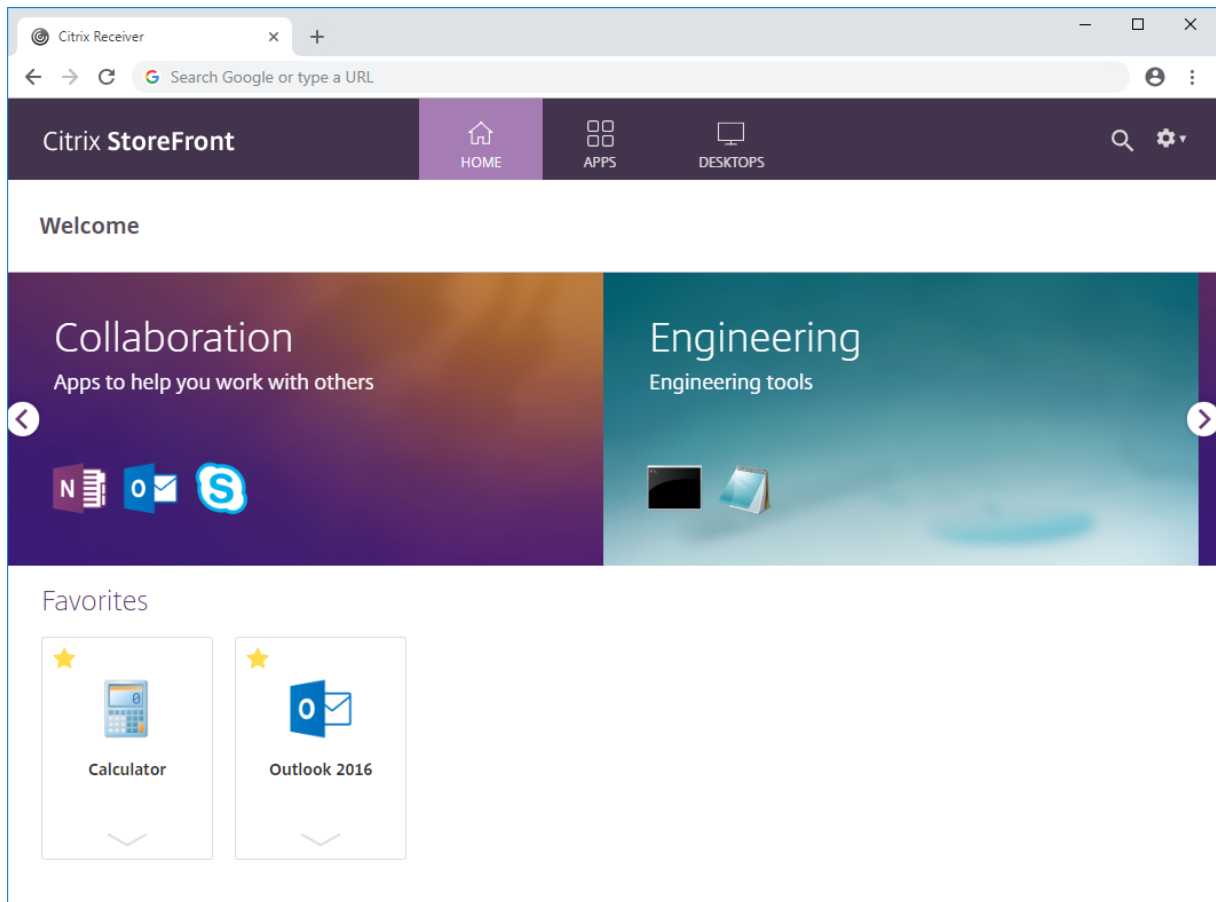 Citrix Receiver
Search Google or type a URL
Citrix StoreFront
HOME
APPS
DESKTOPS
Welcome
Collaboration
Apps to help you work with others
Engineering
Engineering tools
N
O
S
Favorites
0
Calculator
O
Outlook 2016